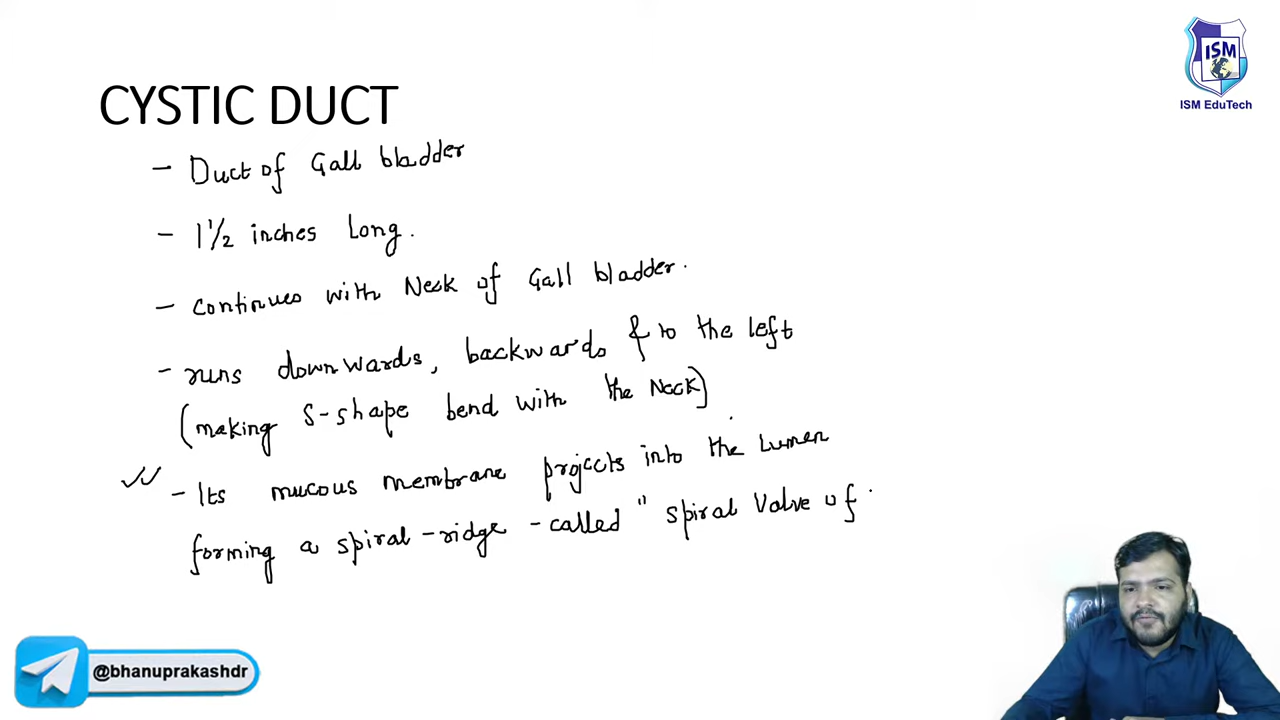 ISM
ISM EduTech
CYSTIC DUCT
- Duct of Gall bladder
- 1 1/2 inches Long.
- continues with Neck of Gall bladder.
- runs downwards, backwards & to the left
(making S-shape bend with the Neck)
- Its mucous membrane projects into the Lumen
forming a spiral-ridge - called " spiral Valve of
@bhanuprakashdr